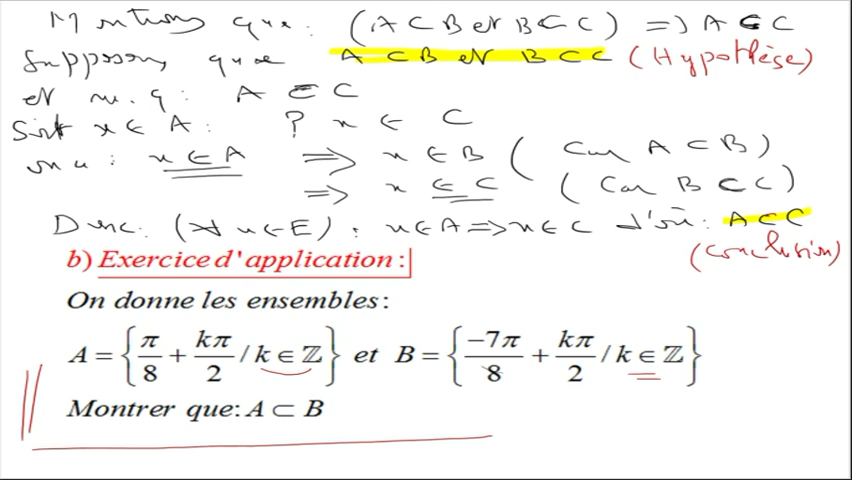 Montrons que : (A ⊂ B et B ⊂ C) ⇒ A ⊂ C
Supposons que A ⊂ B et B ⊂ C (Hypothèse)
et m.q : A ⊂ C
Soit x ∈ A : ? x ∈ C
on a : x ∈ A ⇒ x ∈ B (Car A ⊂ B)
⇒ x ∈ C (Car B ⊂ C)
Donc : (∀ x ∈ E) : x ∈ A ⇒ x ∈ C d'où : A ⊂ C
(conclusion)
b) Exercice d'application :
On donne les ensembles :
A = {π/8 + kπ/2 / k ∈ ℤ} et B = {-7π/8 + kπ/2 / k ∈ ℤ}
Montrer que : A ⊂ B